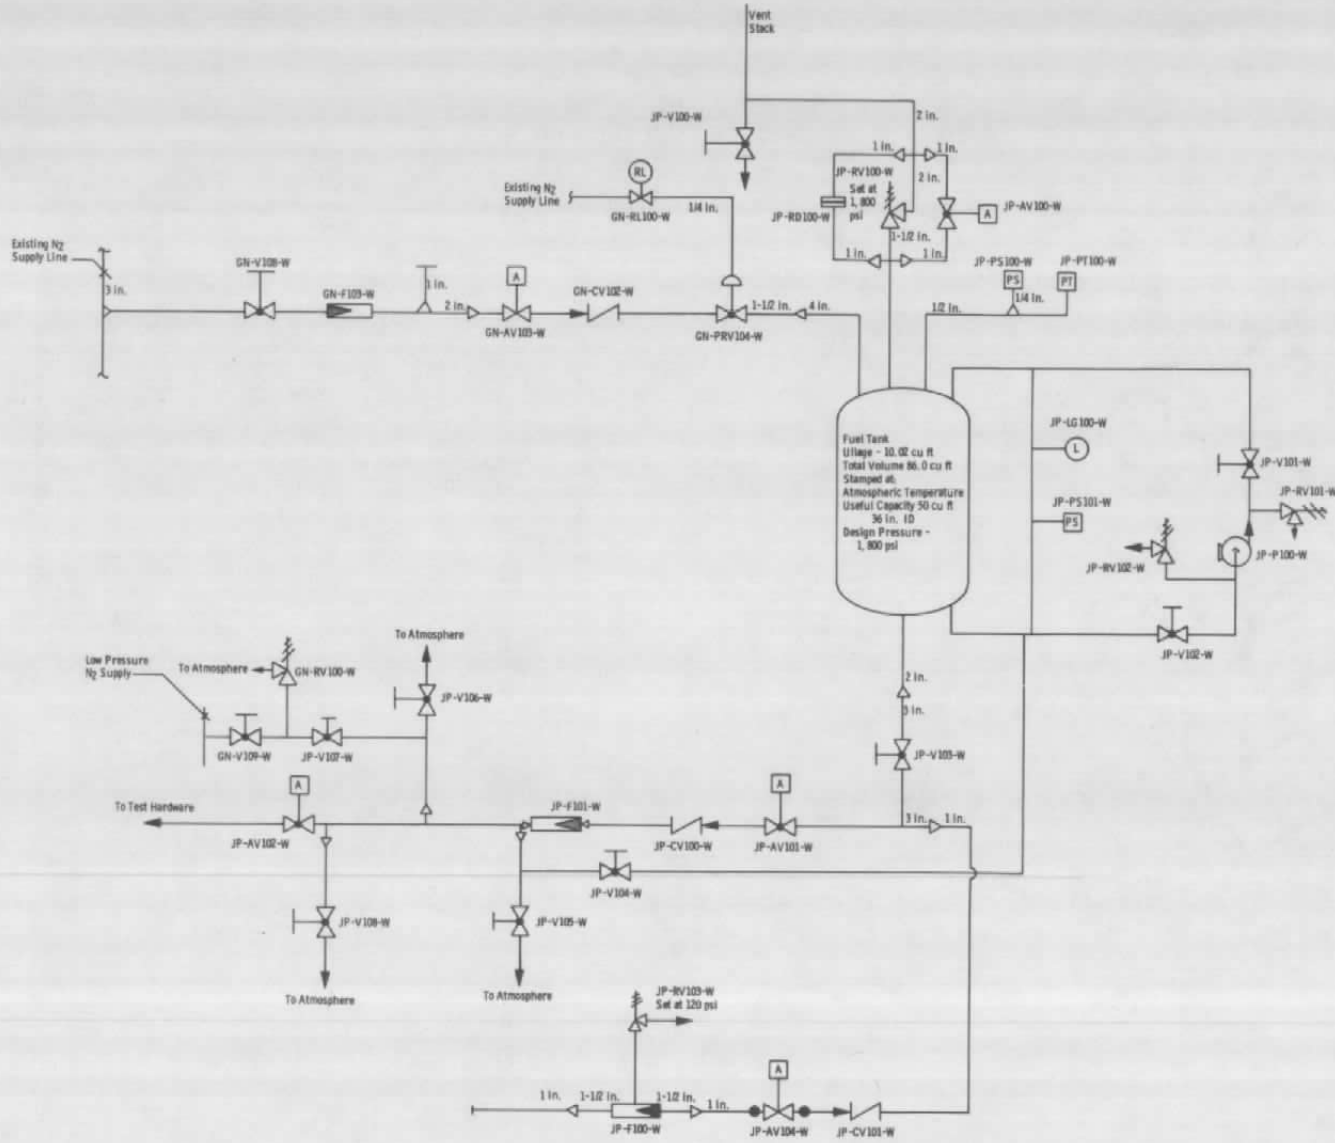 Vent
Stack
JP-V100-W
2 in.
1 in.
1 in.
JP-RV100-W
Set at
1, 800
psi
2 in.
RL
Existing N2
Supply Line
GN-RL100-W
1/4 in.
JP-RD100-W
A
JP-AV100-W
1-1/2 in.
1 in.
1 in.
JP-PS100-W
JP-PT100-W
PS
PT
1/4 in.
1/2 in.
Existing N2
Supply Line
3 in.
GN-V108-W
GN-F103-W
1 in.
2 in.
A
GN-AV103-W
GN-CV102-W
GN-PRV104-W
1-1/2 in.
4 in.
Fuel Tank
Ullage - 10.02 cu ft
Total Volume 86.0 cu ft
Stamped at:
Atmospheric Temperature
Useful Capacity 50 cu ft
36 in. ID
Design Pressure -
1, 800 psi
JP-LG100-W
L
JP-PS101-W
PS
JP-V101-W
JP-RV101-W
JP-P100-W
JP-RV102-W
JP-V102-W
To Atmosphere
Low Pressure
N2 Supply
To Atmosphere
GN-RV100-W
JP-V106-W
GN-V109-W
JP-V107-W
2 in.
3 in.
JP-V103-W
To Test Hardware
A
JP-AV102-W
JP-F101-W
JP-CV100-W
A
JP-AV101-W
3 in.
1 in.
JP-V104-W
JP-V108-W
JP-V105-W
To Atmosphere
To Atmosphere
JP-RV103-W
Set at 120 psi
1 in.
1-1/2 in.
1-1/2 in.
1 in.
JP-F100-W
A
JP-AV104-W
JP-CV101-W